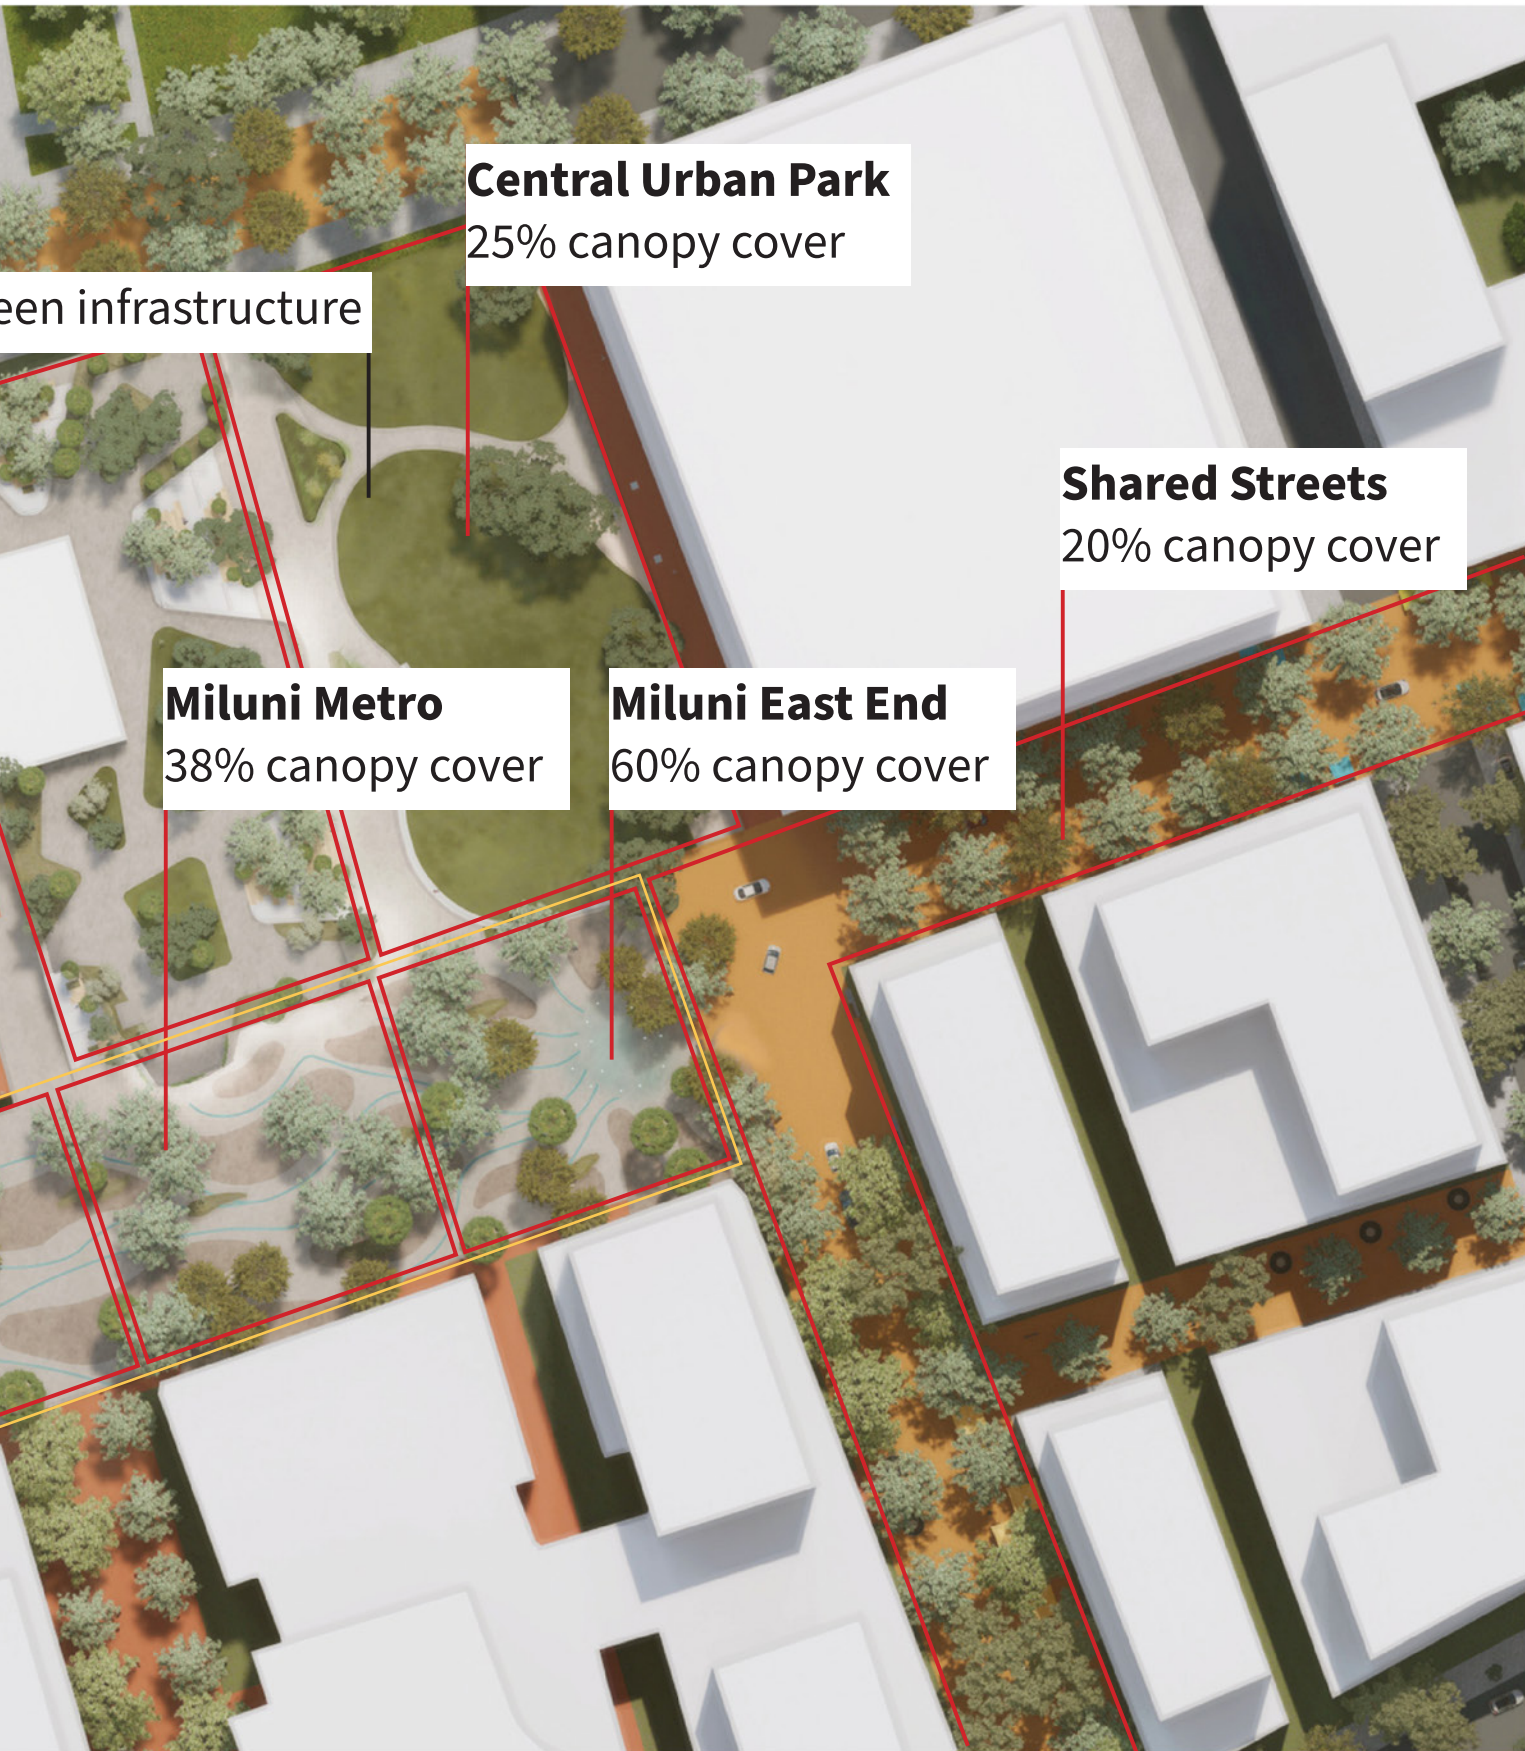 Central Urban Park
25% canopy cover
infrastructure
Shared Streets
20% canopy cover
Miluni Metro
38% canopy cover
Miluni East End
60% canopy cover